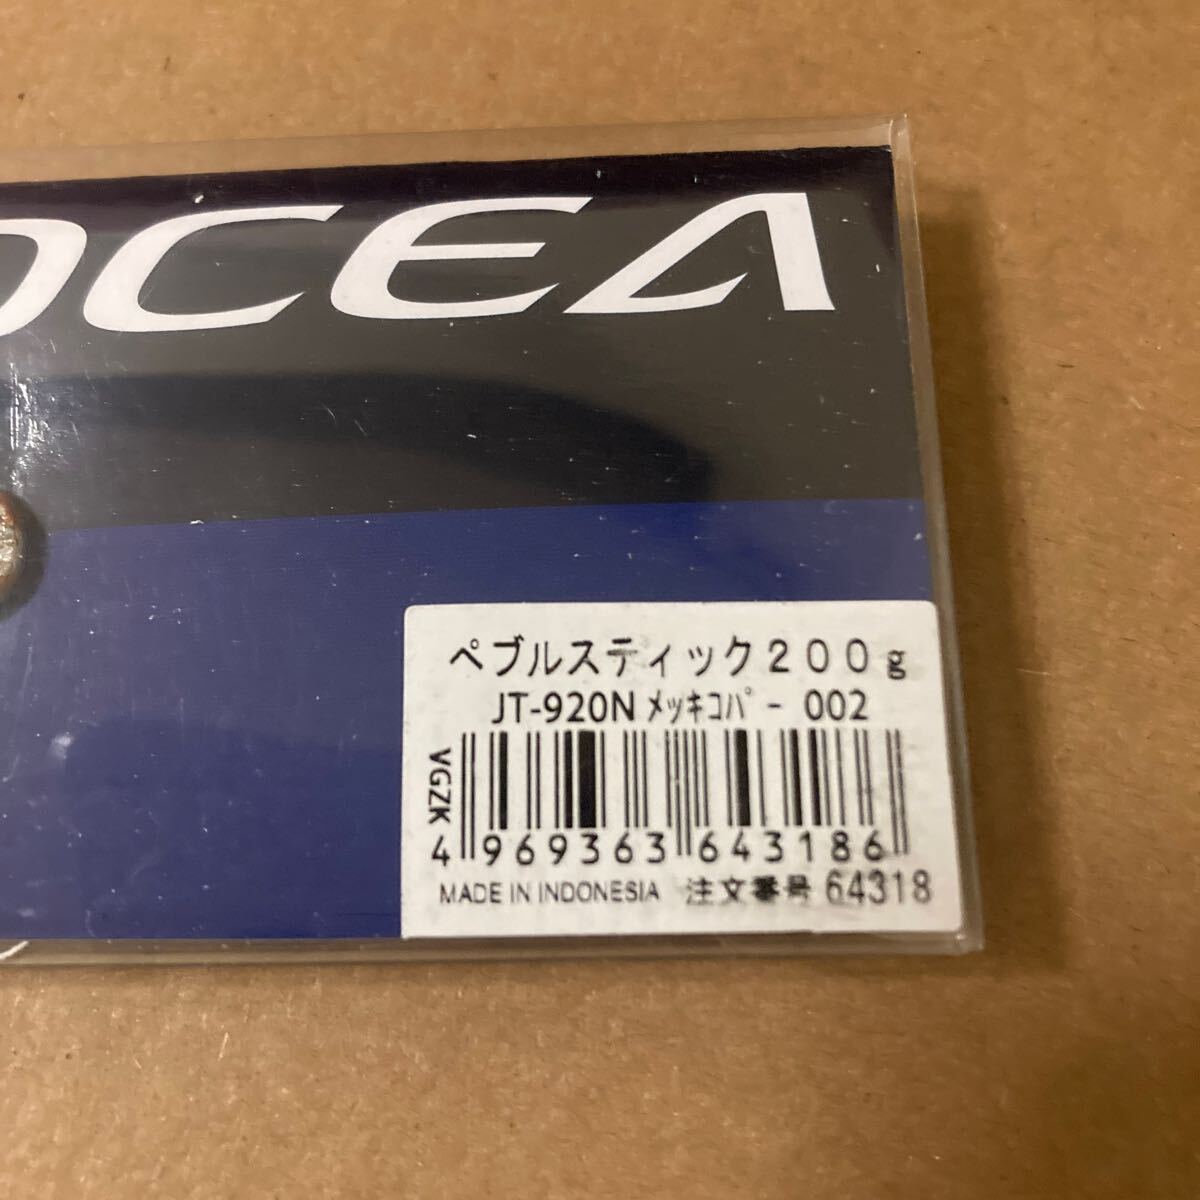 OCEA
ペブルスティック２００g
JT-920N ﾒｯｷｺﾊﾟｰ 002
VGZK
4 969363 643186
MADE IN INDONESIA 注文番号 64318